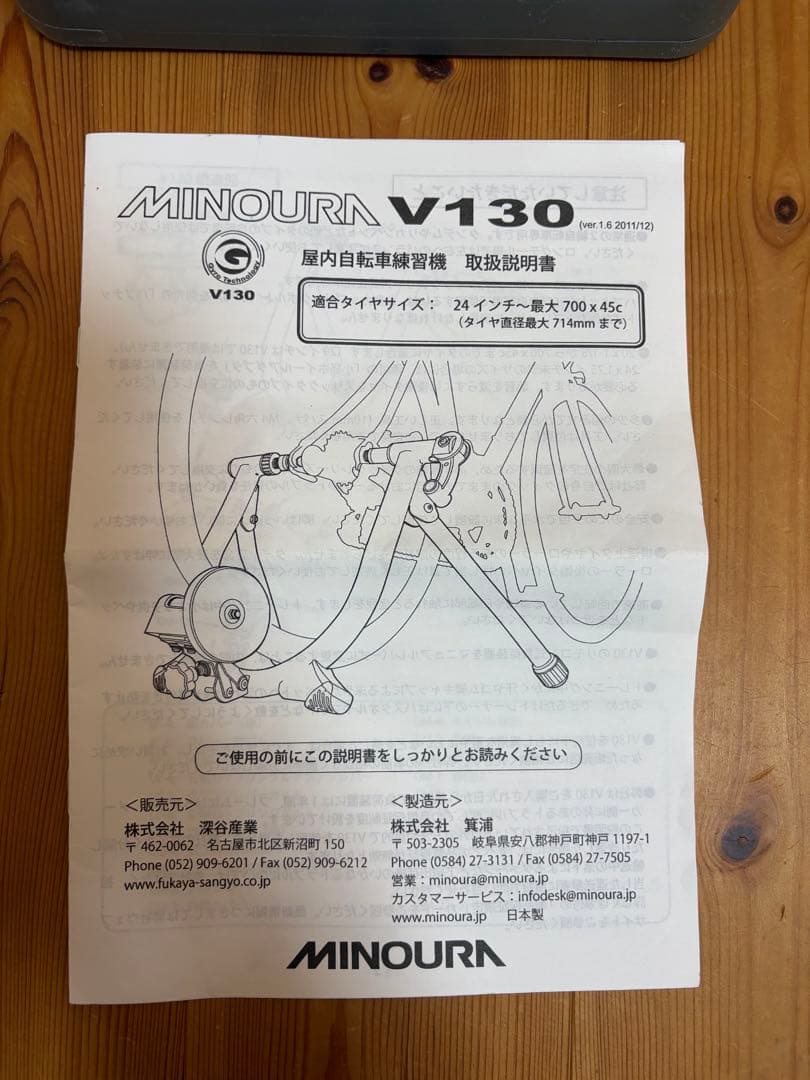 MINOURA V130 (ver.1.6 2011/12)
G
Gyro Technology
V130
屋内自転車練習機 取扱説明書
適合タイヤサイズ： 24 インチ～最大 700 x 45c
（タイヤ直径最大 714mm まで）
ご使用の前にこの説明書をしっかりとお読みください
＜販売元＞
株式会社 深谷産業
〒 462-0062 名古屋市北区新沼町 150
Phone (052) 909-6201 / Fax (052) 909-6212
www.fukaya-sangyo.co.jp
＜製造元＞
株式会社 箕浦
〒 503-2305 岐阜県安八郡神戸町神戸 1197-1
Phone (0584) 27-3131 / Fax (0584) 27-7505
営業：minoura@minoura.jp
カスタマーサービス：infodesk@minoura.jp
www.minoura.jp 日本製
MINOURA